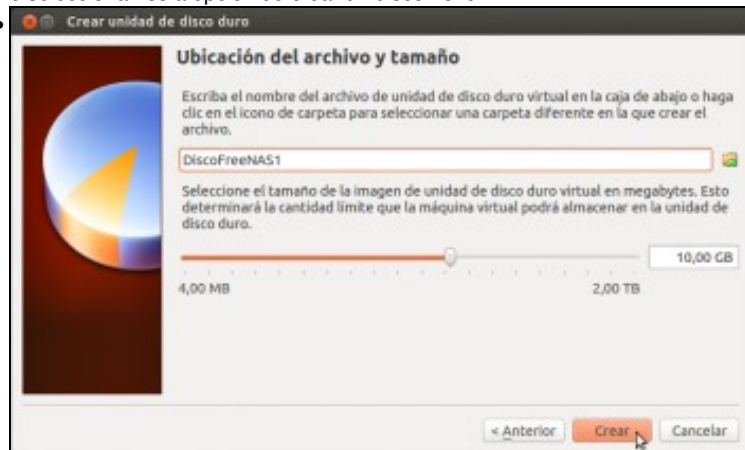 Crear unidad de disco duro
Ubicación del archivo y tamaño
Escriba el nombre del archivo de unidad de disco duro virtual en la caja de abajo o haga
clic en el icono de carpeta para seleccionar una carpeta diferente en la que crear el
archivo.
DiscoFreeNAS1
Seleccione el tamaño de la imagen de unidad de disco duro virtual en megabytes. Esto
determinará la cantidad límite que la máquina virtual podrá almacenar en la unidad de
disco duro.
10,00 GB
4,00 MB 2,00 TB
< Anterior Crear Cancelar